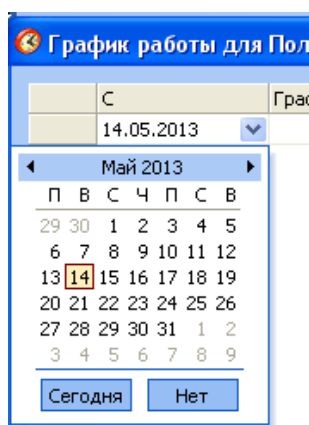 График работы для Пол
С Граф
14.05.2013
Май 2013
П В С Ч П С В
29 30 1 2 3 4 5
6 7 8 9 10 11 12
13 14 15 16 17 18 19
20 21 22 23 24 25 26
27 28 29 30 31 1 2
3 4 5 6 7 8 9
Сегодня Нет